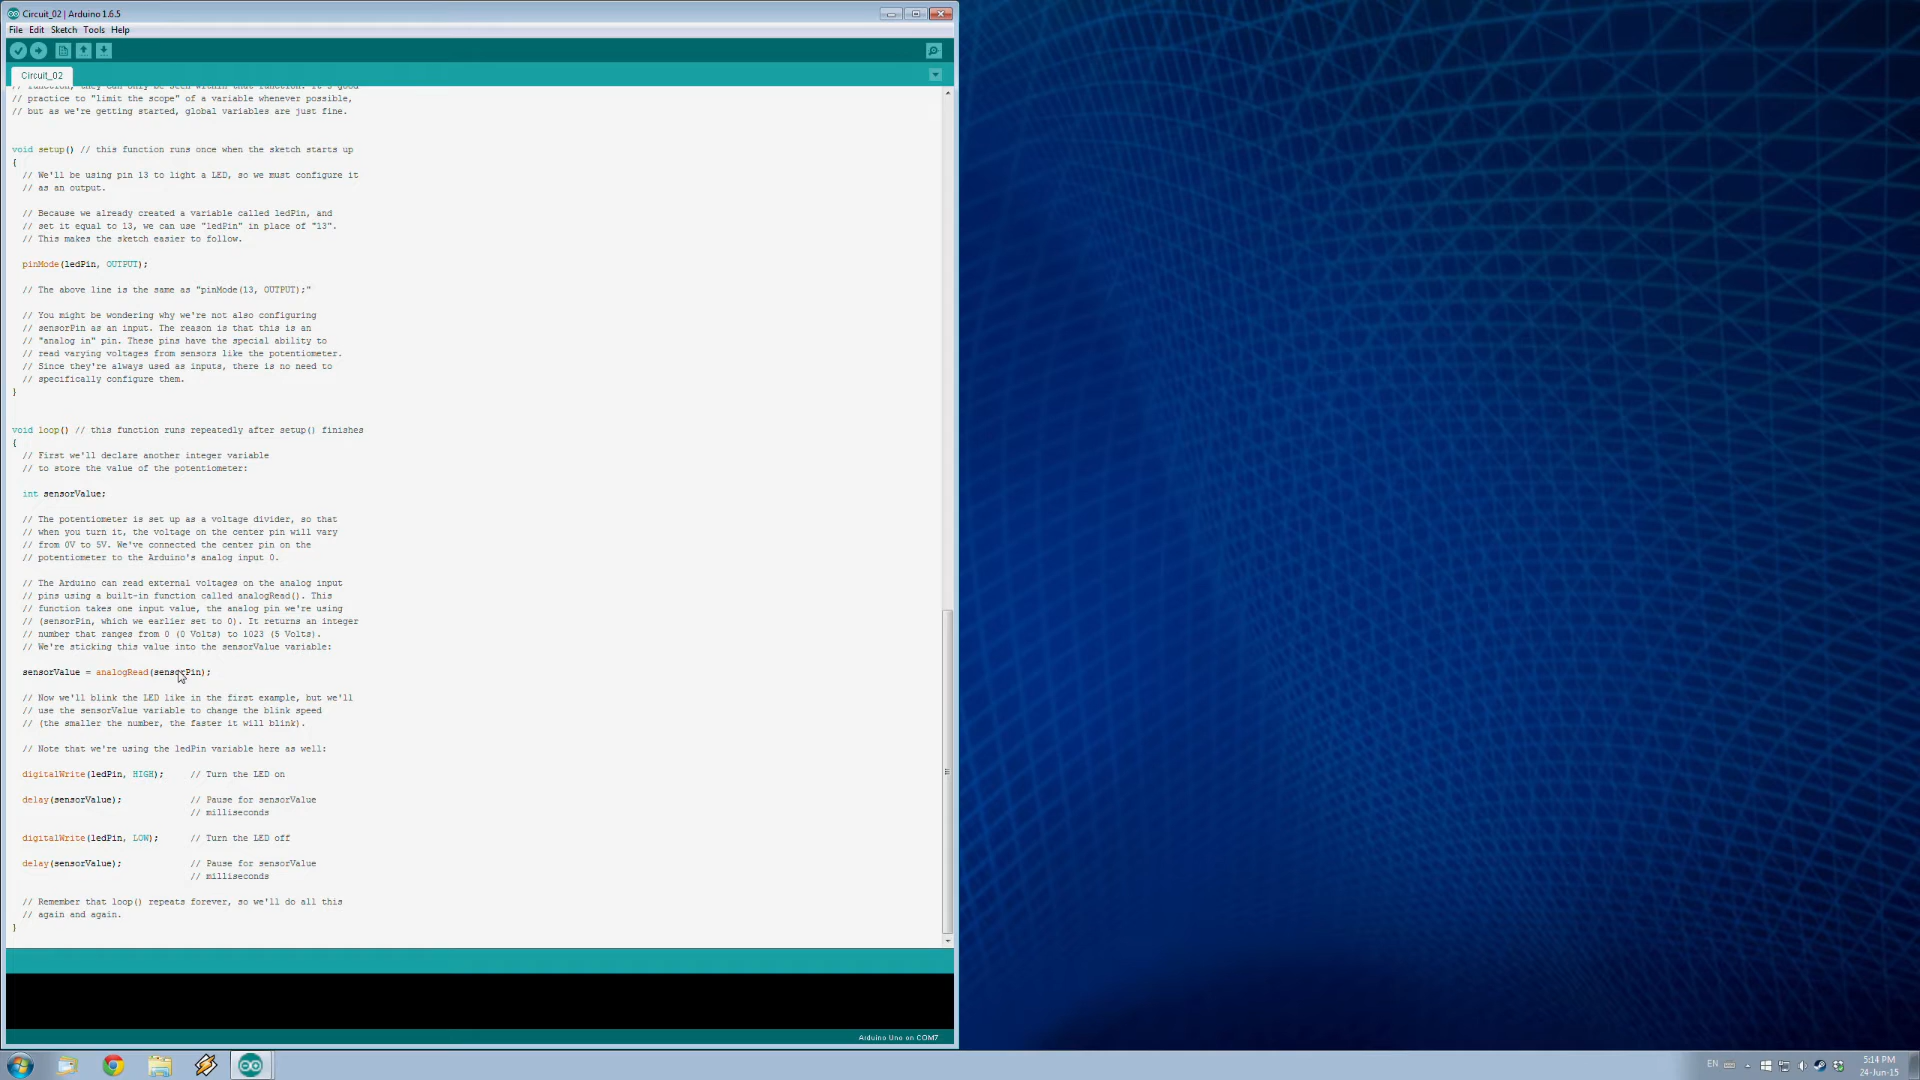 Circuit_02 | Arduino 1.6.5
File Edit Sketch Tools Help
Circuit_02
// function, they can only be seen within that function. It's good
// practice to "limit the scope" of a variable whenever possible,
// but as we're getting started, global variables are just fine.
void setup() // this function runs once when the sketch starts up
{
// We'll be using pin 13 to light a LED, so we must configure it
// as an output.
// Because we already created a variable called ledPin, and
// set it equal to 13, we can use "ledPin" in place of "13".
// This makes the sketch easier to follow.
pinMode(ledPin, OUTPUT);
// The above line is the same as "pinMode(13, OUTPUT);"
// You might be wondering why we're not also configuring
// sensorPin as an input. The reason is that this is an
// "analog in" pin. These pins have the special ability to
// read varying voltages from sensors like the potentiometer.
// Since they're always used as inputs, there is no need to
// specifically configure them.
}
void loop() // this function runs repeatedly after setup() finishes
{
// First we'll declare another integer variable
// to store the value of the potentiometer:
int sensorValue;
// The potentiometer is set up as a voltage divider, so that
// when you turn it, the voltage on the center pin will vary
// from 0V to 5V. We've connected the center pin on the
// potentiometer to the Arduino's analog input 0.
// The Arduino can read external voltages on the analog input
// pins using a built-in function called analogRead(). This
// function takes one input value, the analog pin we're using
// (sensorPin, which we earlier set to 0). It returns an integer
// number that ranges from 0 (0 Volts) to 1023 (5 Volts).
// We're sticking this value into the sensorValue variable:
sensorValue = analogRead(sensorPin);
// Now we'll blink the LED like in the first example, but we'll
// use the sensorValue variable to change the blink speed
// (the smaller the number, the faster it will blink).
// Note that we're using the ledPin variable here as well:
digitalWrite(ledPin, HIGH); // Turn the LED on
delay(sensorValue); // Pause for sensorValue
// milliseconds
digitalWrite(ledPin, LOW); // Turn the LED off
delay(sensorValue); // Pause for sensorValue
// milliseconds
// Remember that loop() repeats forever, so we'll do all this
// again and again.
}
Arduino Uno on COM7
EN
5:14 PM
24-Jun-15